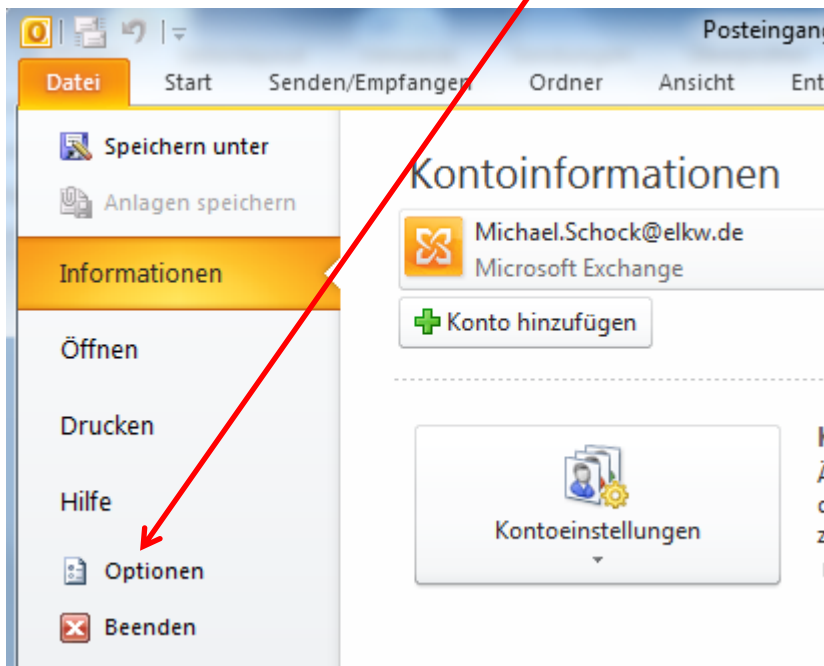 Posteingang
Datei Start Senden/Empfangen Ordner Ansicht Ent
Speichern unter
Anlagen speichern
Informationen
Öffnen
Drucken
Hilfe
Optionen
Beenden
Kontoinformationen
Michael.Schock@elkw.de
Microsoft Exchange
Konto hinzufügen
Kontoeinstellungen